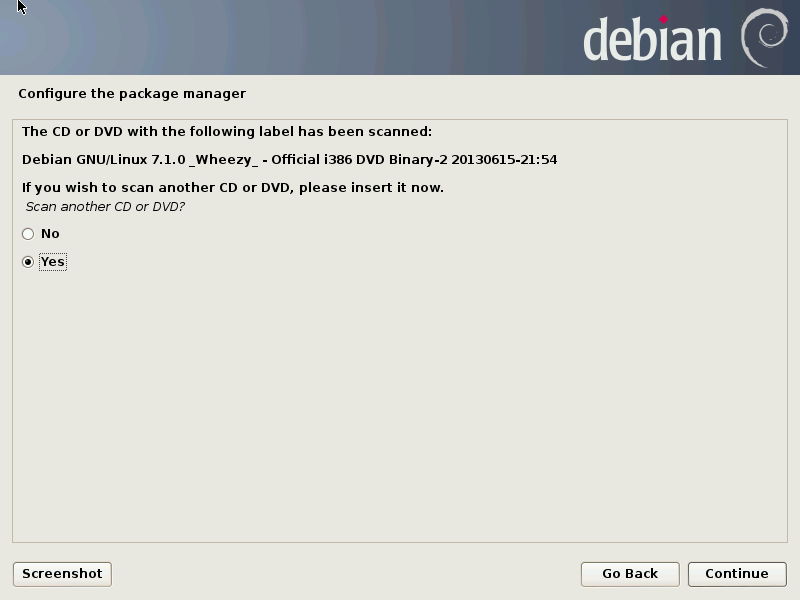 debian
Configure the package manager
The CD or DVD with the following label has been scanned:
Debian GNU/Linux 7.1.0 _Wheezy_ - Official i386 DVD Binary-2 20130615-21:54
If you wish to scan another CD or DVD, please insert it now.
Scan another CD or DVD?
No
Yes
Screenshot
Go Back
Continue